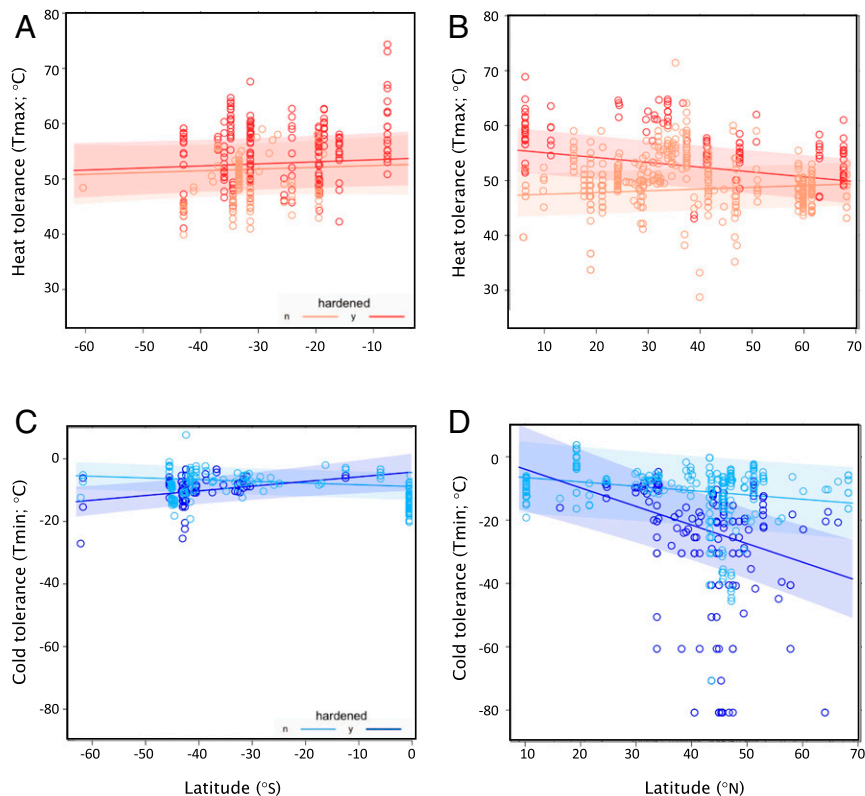 A
B
Heat tolerance (Tmax; °C)
80
70
60
50
40
30
-60 -50 -40 -30 -20 -10
hardened
n y
Heat tolerance (Tmax; °C)
80
70
60
50
40
30
10 20 30 40 50 60 70
C
D
Cold tolerance (Tmin; °C)
0
-20
-40
-60
-80
-60 -50 -40 -30 -20 -10 0
hardened
n y
Latitude (°S)
Cold tolerance (Tmin; °C)
0
-20
-40
-60
-80
10 20 30 40 50 60 70
Latitude (°N)